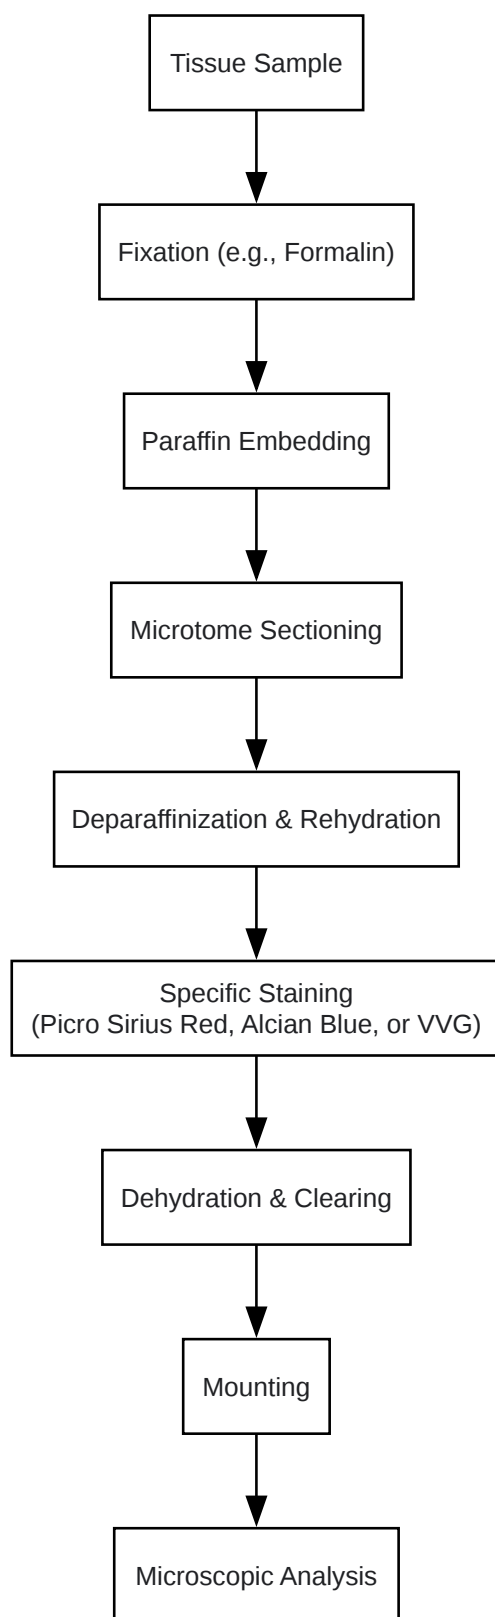 Tissue Sample
Fixation (e.g., Formalin)
Paraffin Embedding
Microtome Sectioning
Deparaffinization & Rehydration
Specific Staining
(Picro Sirius Red, Alcian Blue, or VVG)
Dehydration & Clearing
Mounting
Microscopic Analysis